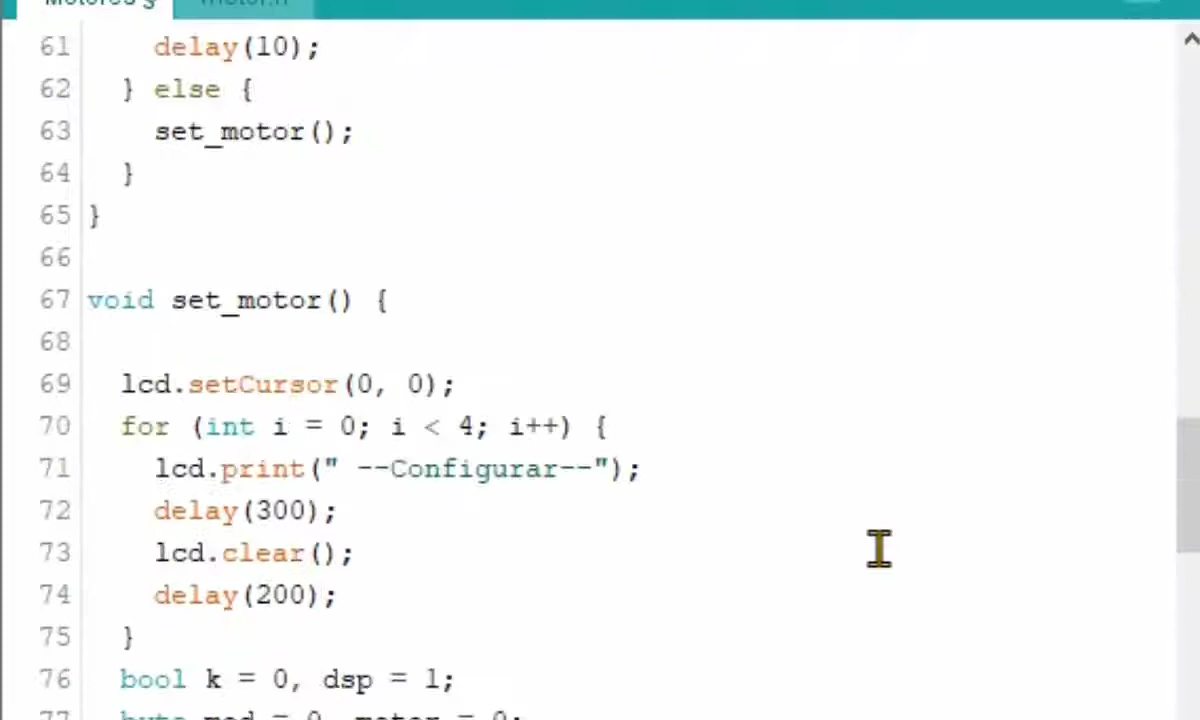 61 delay(10);
62 } else {
63 set_motor();
64 }
65 }
66
67 void set_motor() {
68
69 lcd.setCursor(0, 0);
70 for (int i = 0; i < 4; i++) {
71 lcd.print(" --Configurar--");
72 delay(300);
73 lcd.clear();
74 delay(200);
75 }
76 bool k = 0, dsp = 1;